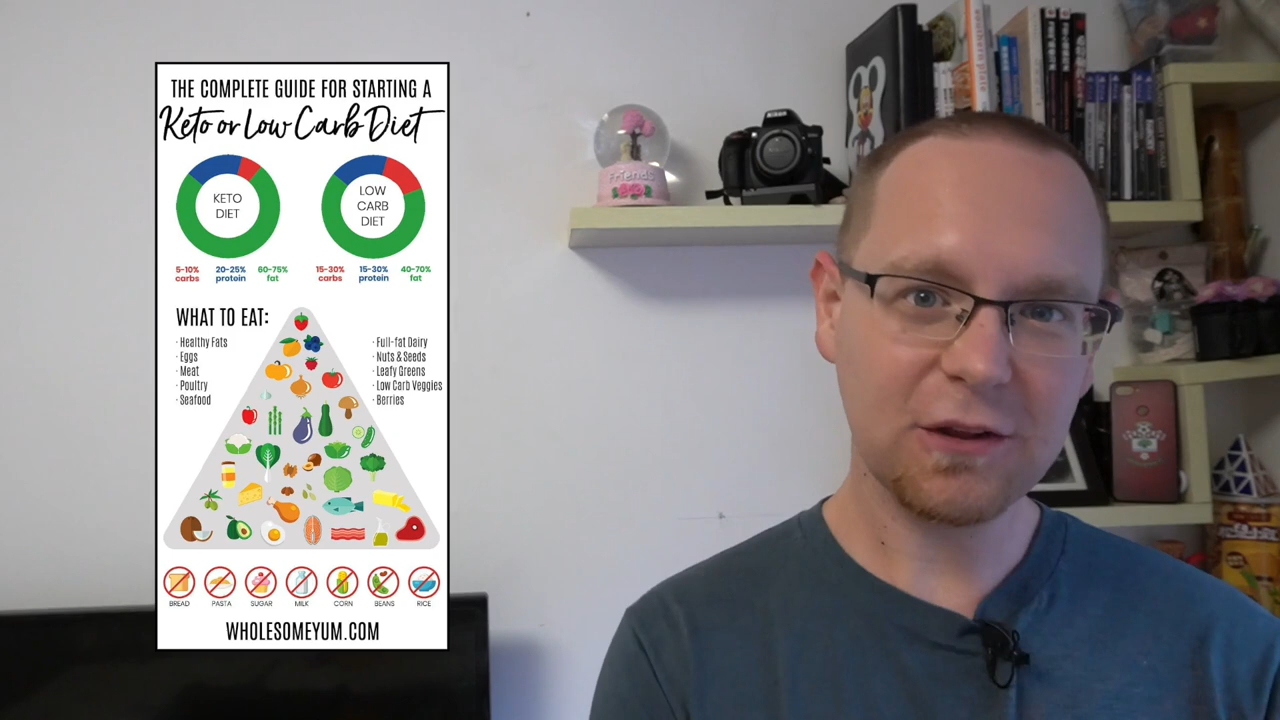 THE COMPLETE GUIDE FOR STARTING A
Keto or Low Carb Diet
KETO
DIET
LOW
CARB
DIET
5-10%
carbs
20-25%
protein
60-75%
fat
15-30%
carbs
15-30%
protein
40-70%
fat
WHAT TO EAT:
· Healthy Fats
· Eggs
· Meat
· Poultry
· Seafood
· Full-fat Dairy
· Nuts & Seeds
· Leafy Greens
· Low Carb Veggies
· Berries
BREAD
PASTA
SUGAR
MILK
CORN
BEANS
RICE
WHOLESOMEYUM.COM
Friends
Nikon